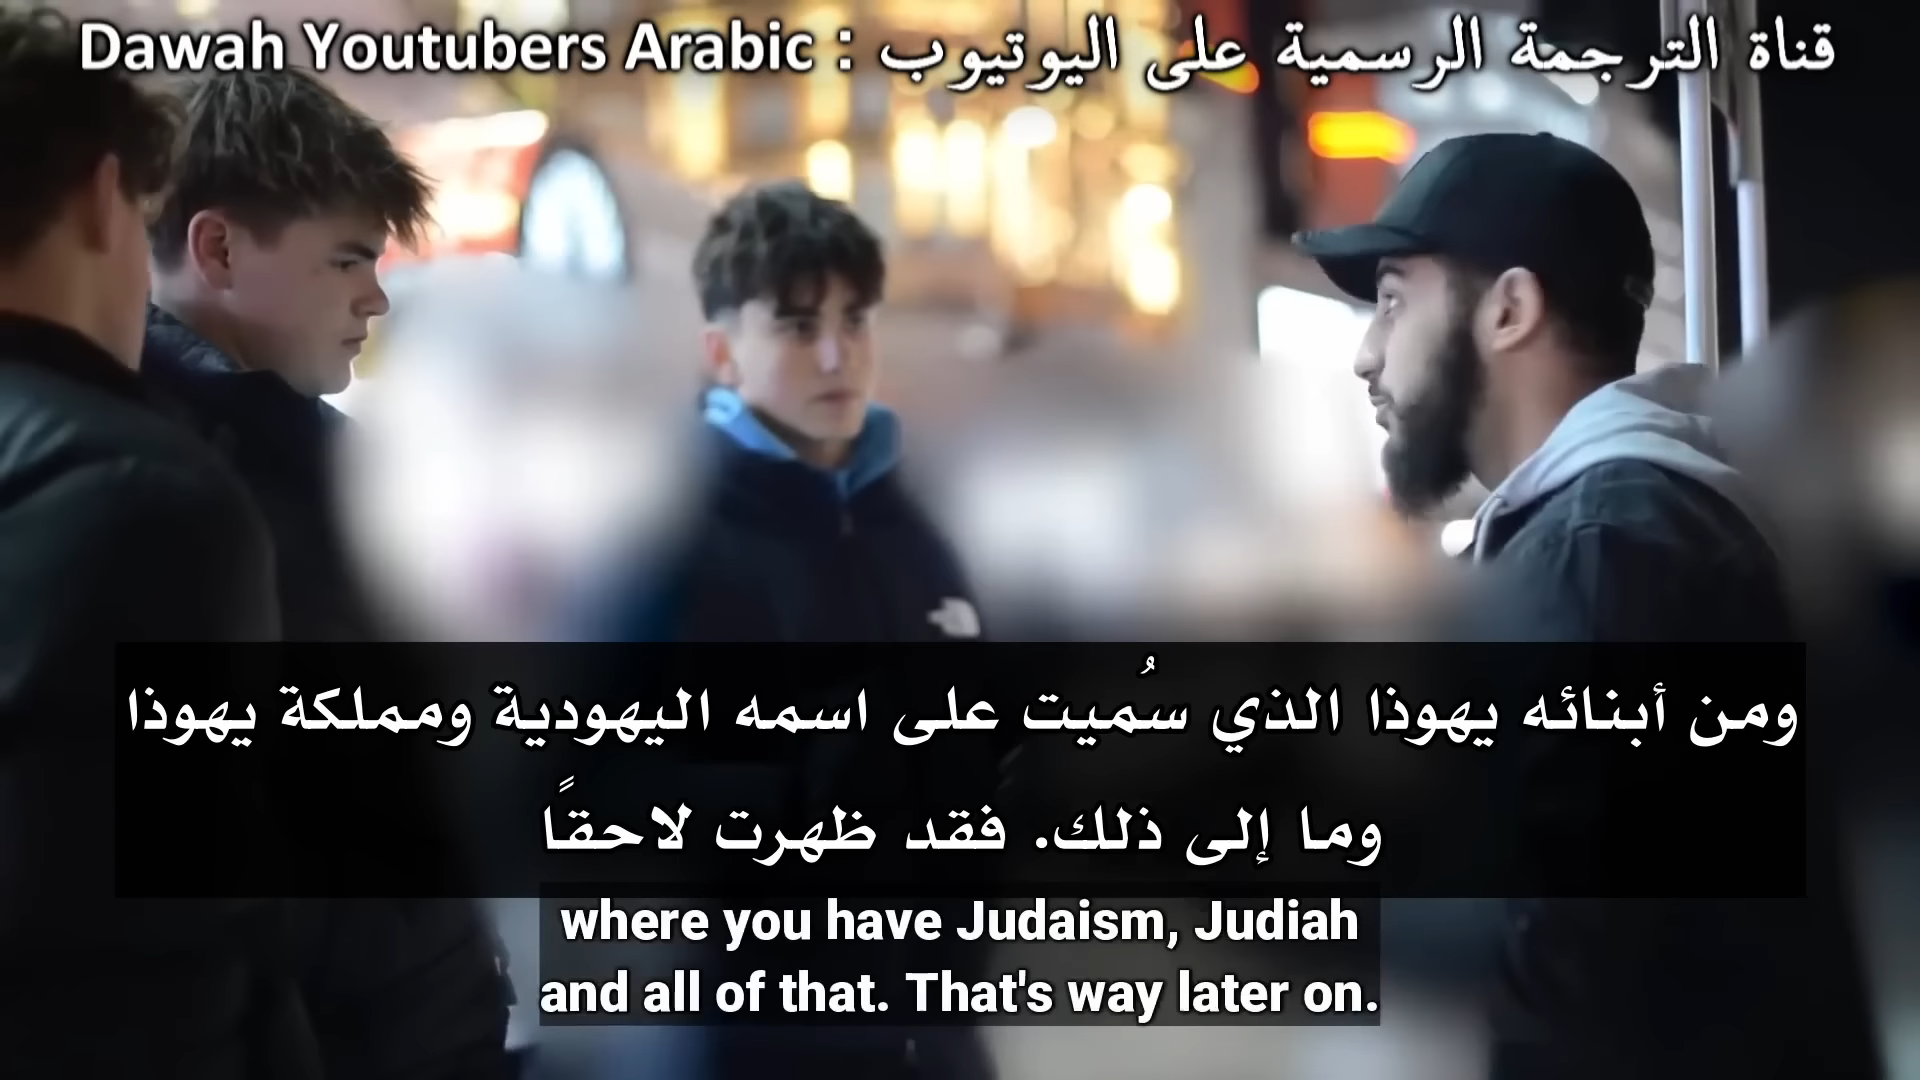 قناة الترجمة الرسمية على اليوتيوب : Dawah Youtubers Arabic
ومن أبنائه يهوذا الذي سُميت على اسمه اليهودية ومملكة يهوذا
وما إلى ذلك. فقد ظهرت لاحقًا
where you have Judaism, Judiah
and all of that. That's way later on.